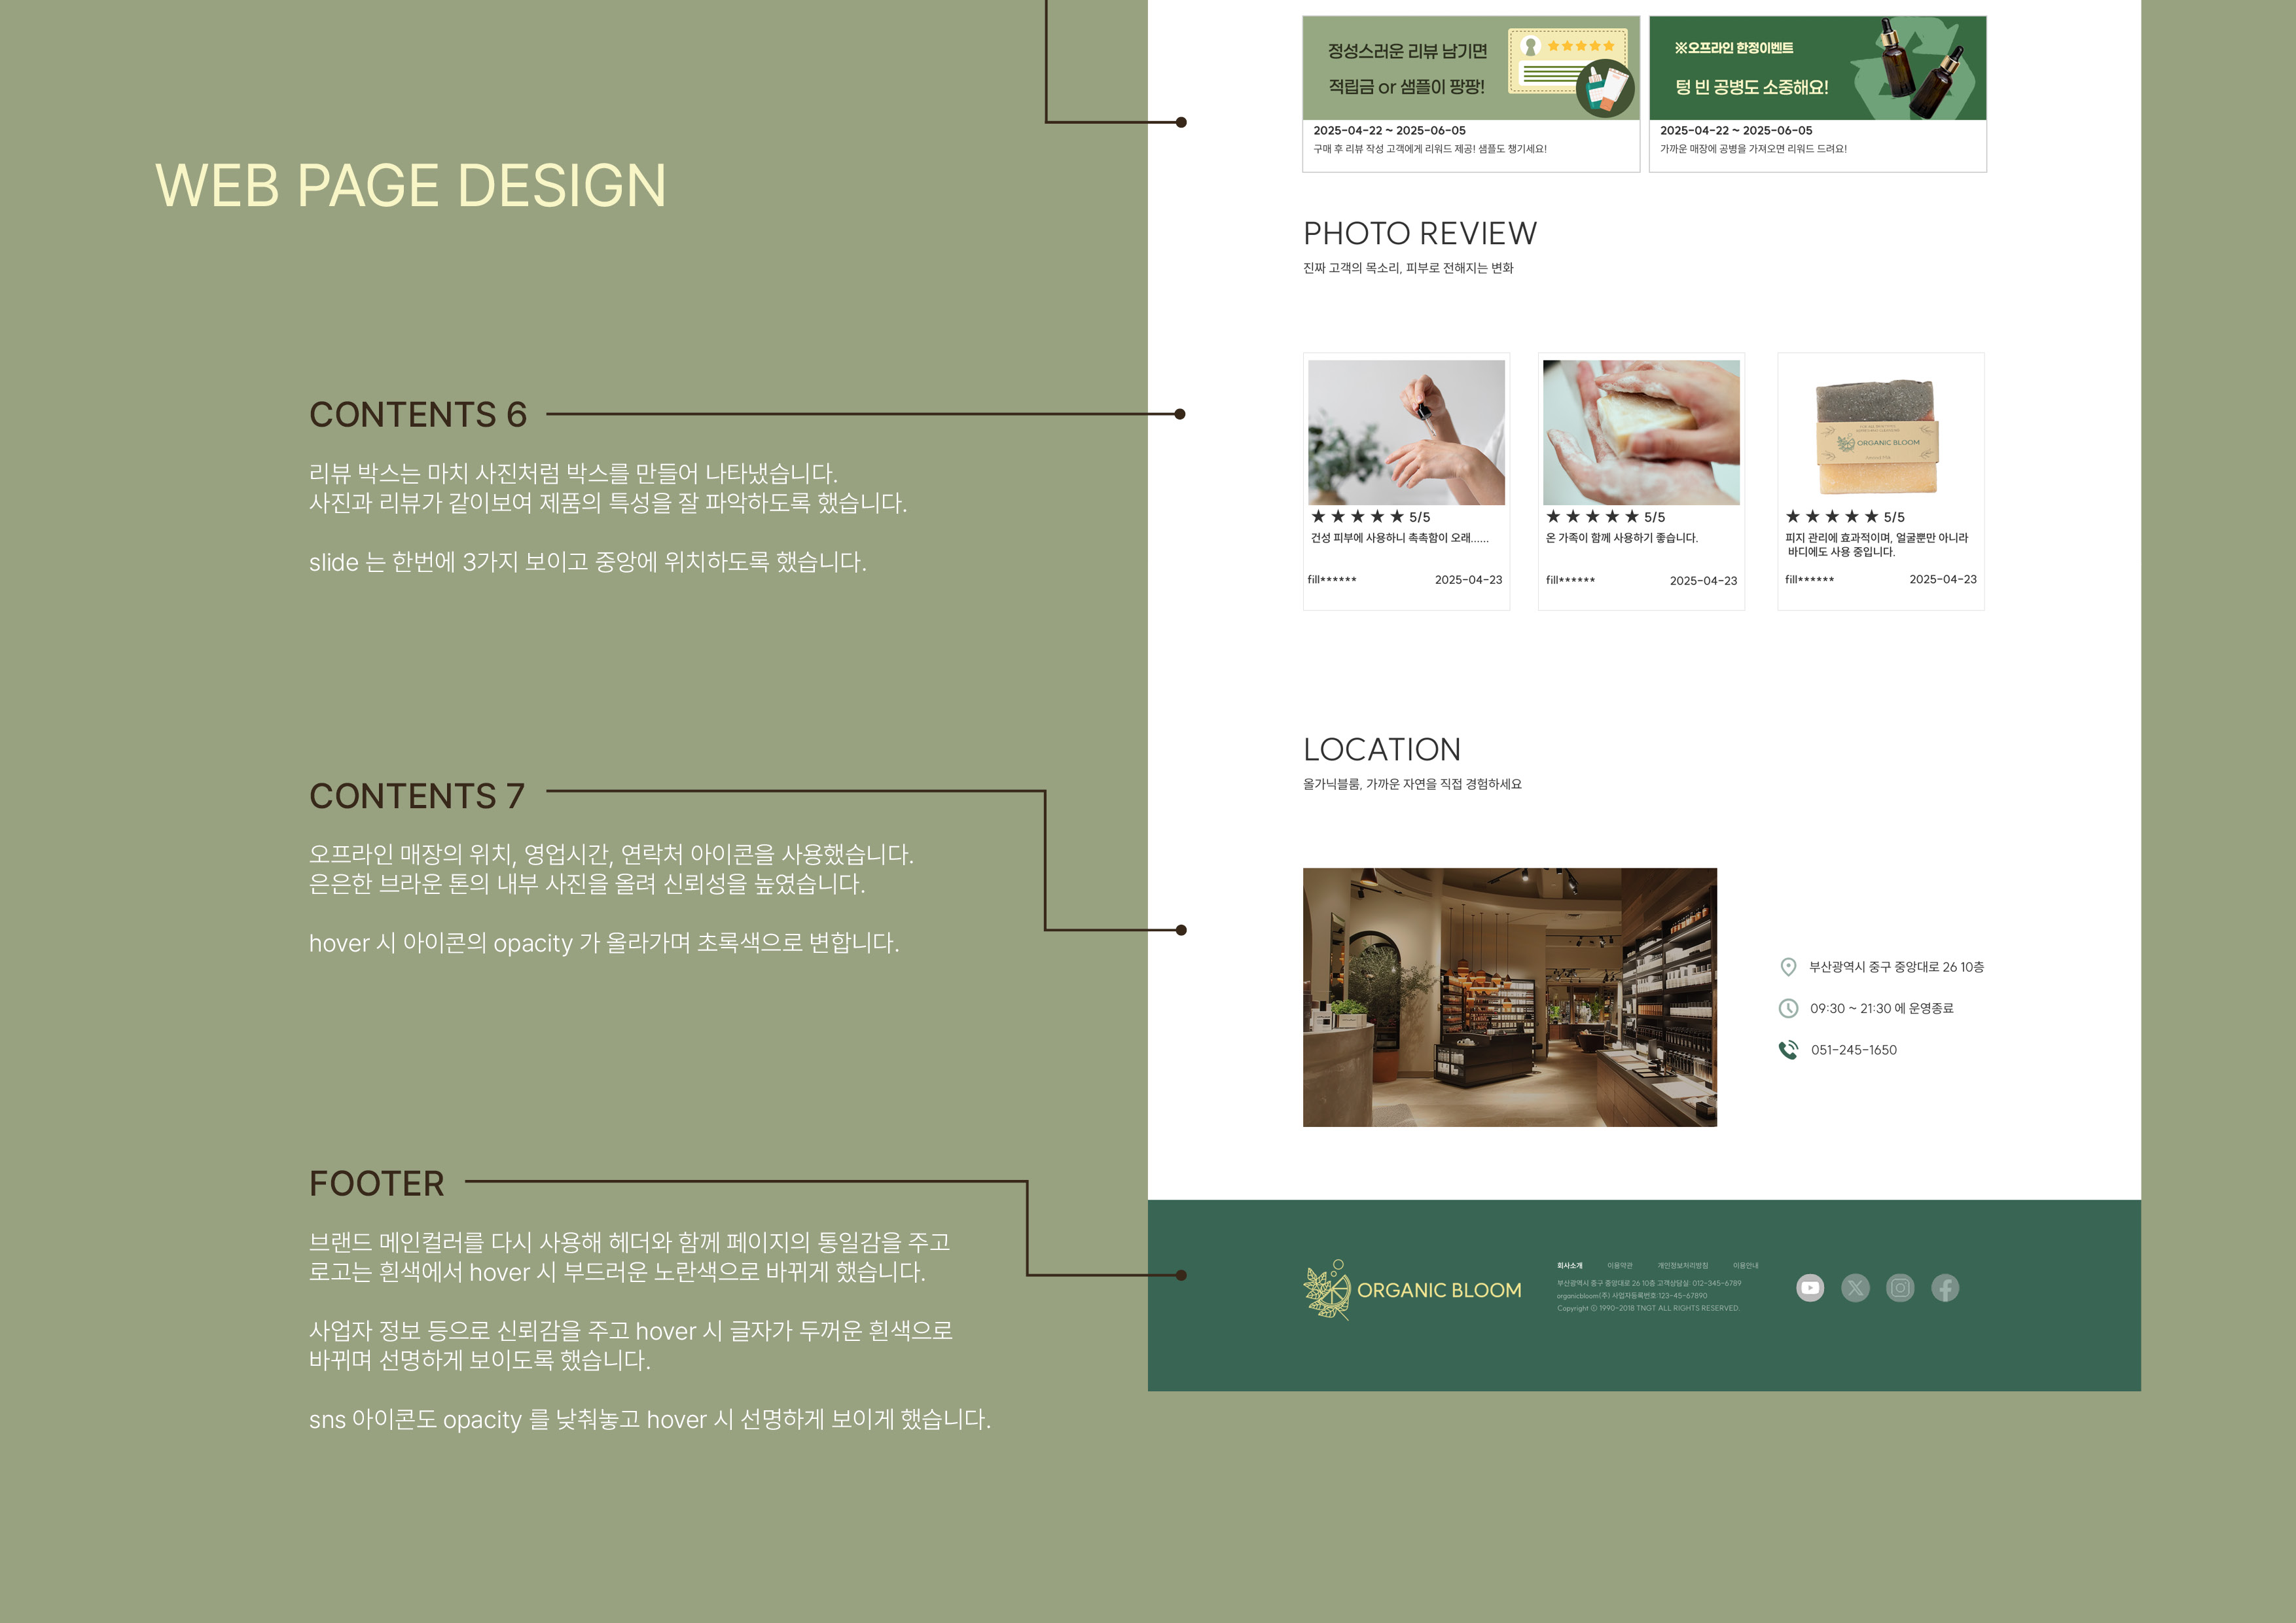 WEB PAGE DESIGN
CONTENTS 6
리뷰 박스는 마치 사진처럼 박스를 만들어 나타냈습니다.
사진과 리뷰가 같이보여 제품의 특성을 잘 파악하도록 했습니다.
slide 는 한번에 3가지 보이고 중앙에 위치하도록 했습니다.
CONTENTS 7
오프라인 매장의 위치, 영업시간, 연락처 아이콘을 사용했습니다.
은은한 브라운 톤의 내부 사진을 올려 신뢰성을 높였습니다.
hover 시 아이콘의 opacity 가 올라가며 초록색으로 변합니다.
FOOTER
브랜드 메인컬러를 다시 사용해 헤더와 함께 페이지의 통일감을 주고
로고는 흰색에서 hover 시 부드러운 노란색으로 바뀌게 했습니다.
사업자 정보 등으로 신뢰감을 주고 hover 시 글자가 두꺼운 흰색으로
바뀌며 선명하게 보이도록 했습니다.
sns 아이콘도 opacity 를 낮춰놓고 hover 시 선명하게 보이게 했습니다.
정성스러운 리뷰 남기면
적립금 or 샘플이 팡팡!
2025-04-22 ~ 2025-06-05
구매 후 리뷰 작성 고객에게 리워드 제공! 샘플도 챙기세요!
※오프라인 한정이벤트
텅 빈 공병도 소중해요!
2025-04-22 ~ 2025-06-05
가까운 매장에 공병을 가져오면 리워드 드려요!
PHOTO REVIEW
진짜 고객의 목소리, 피부로 전해지는 변화
★ ★ ★ ★ ★ 5/5
건성 피부에 사용하니 촉촉함이 오래......
fill******
2025-04-23
★ ★ ★ ★ ★ 5/5
온 가족이 함께 사용하기 좋습니다.
fill******
2025-04-23
ORGANIC BLOOM
★ ★ ★ ★ ★ 5/5
피지 관리에 효과적이며, 얼굴뿐만 아니라
바디에도 사용 중입니다.
fill******
2025-04-23
LOCATION
올가닉블룸, 가까운 자연을 직접 경험하세요
부산광역시 중구 중앙대로 26 10층
09:30 ~ 21:30 에 운영종료
051-245-1650
ORGANIC BLOOM
회사소개 이용약관 개인정보처리방침 이용안내
부산광역시 중구 중앙대로 26 10층 고객상담실: 012-345-6789
organicbloom(주) 사업자등록번호:123-45-67890
Copyright ⓒ 1990-2018 TNGT ALL RIGHTS RESERVED.